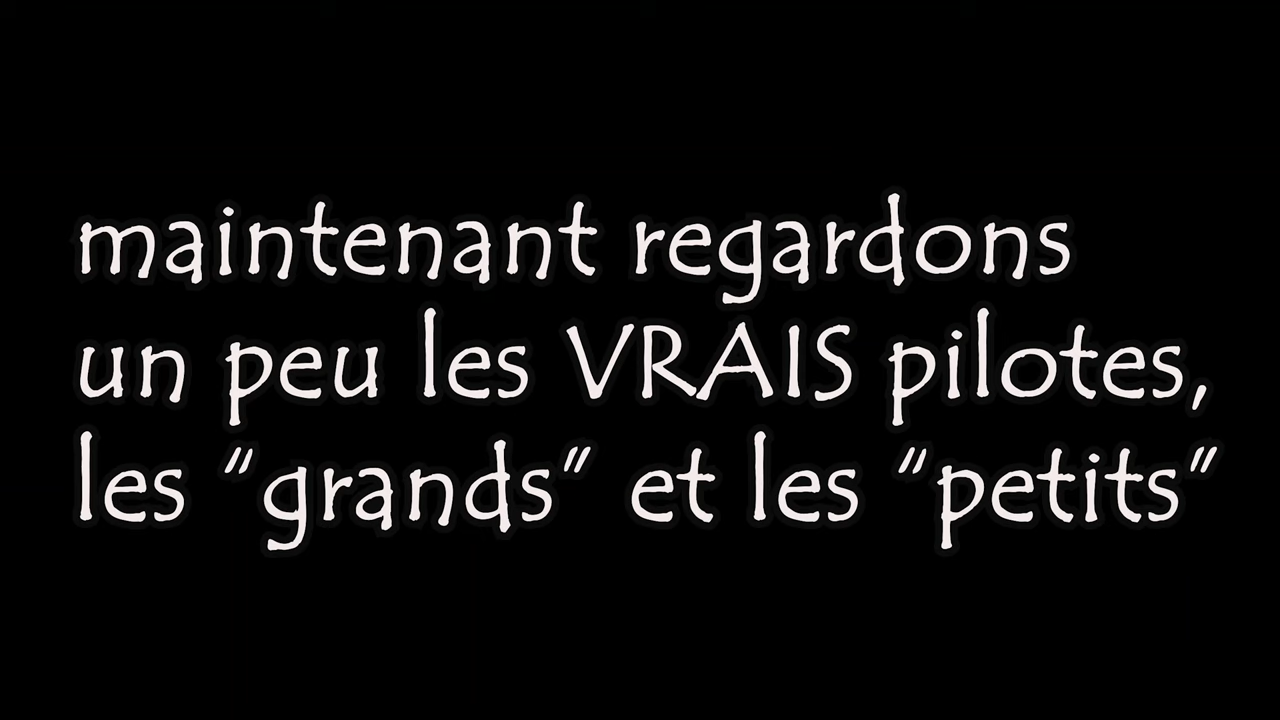 maintenant regardons
un peu les VRAIS pilotes,
les “grands” et les “petits”